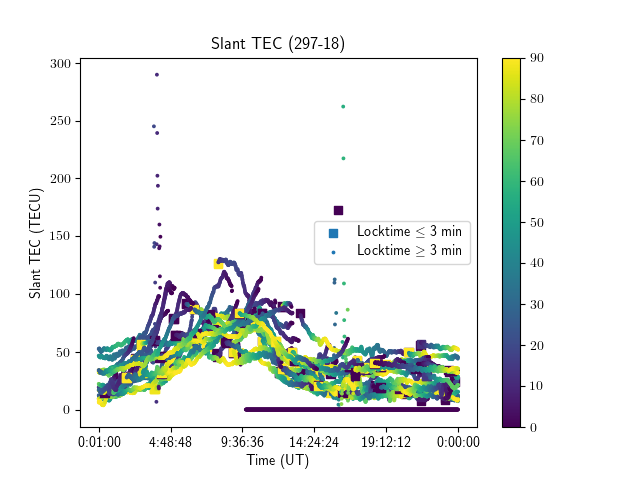 Slant TEC (297-18)
300
250
200
150
100
50
0
Slant TEC (TECU)
Locktime ≤ 3 min
Locktime ≥ 3 min
0:01:00 4:48:48 9:36:36 14:24:24 19:12:12 0:00:00
Time (UT)
90
80
70
60
50
40
30
20
10
0